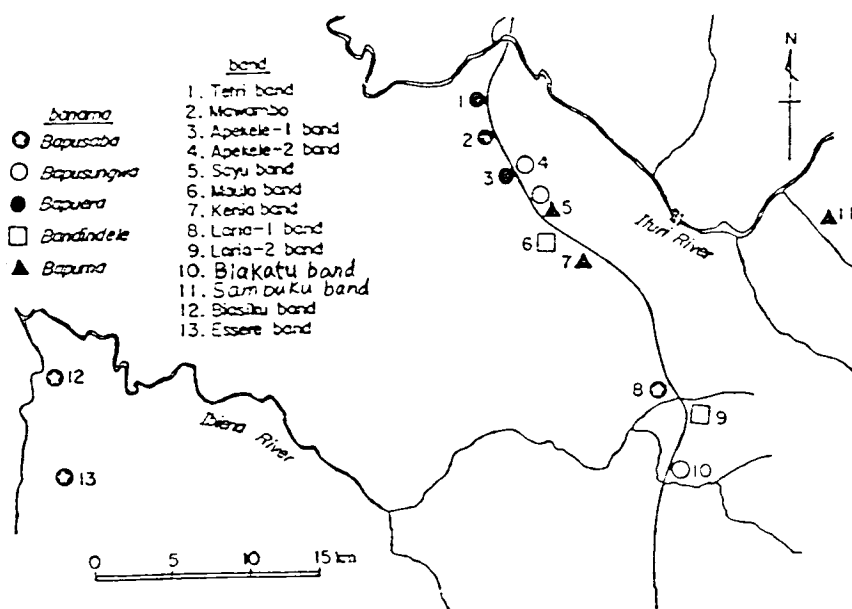 band
1. Tetri band
2. Mawambo
3. Apekele-1 band
4. Apekele-2 band
5. Sayu band
6. Maulo band
7. Kenia band
8. Loria-1 band
9. Loria-2 band
10. Biakatu band
11. Sambuku band
12. Biasiku band
13. Essere band
banama
Bapusaba
Bapusungwa
Bapuera
Bandindele
Bapuma
N
1
2
3
4
5
6
7
8
9
10
11
12
13
Ituri River
Ibiena River
0 5 10 15 km